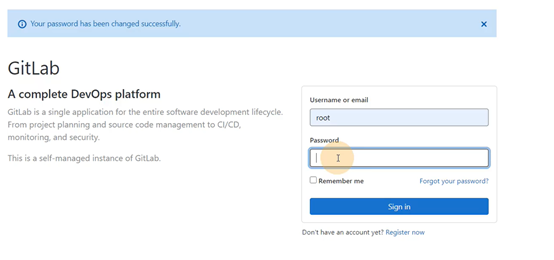 Your password has been changed successfully.
GitLab
A complete DevOps platform
GitLab is a single application for the entire software development lifecycle.
From project planning and source code management to CI/CD,
monitoring, and security.
This is a self-managed instance of GitLab.
Username or email
root
Password
Remember me
Forgot your password?
Sign in
Don't have an account yet? Register now